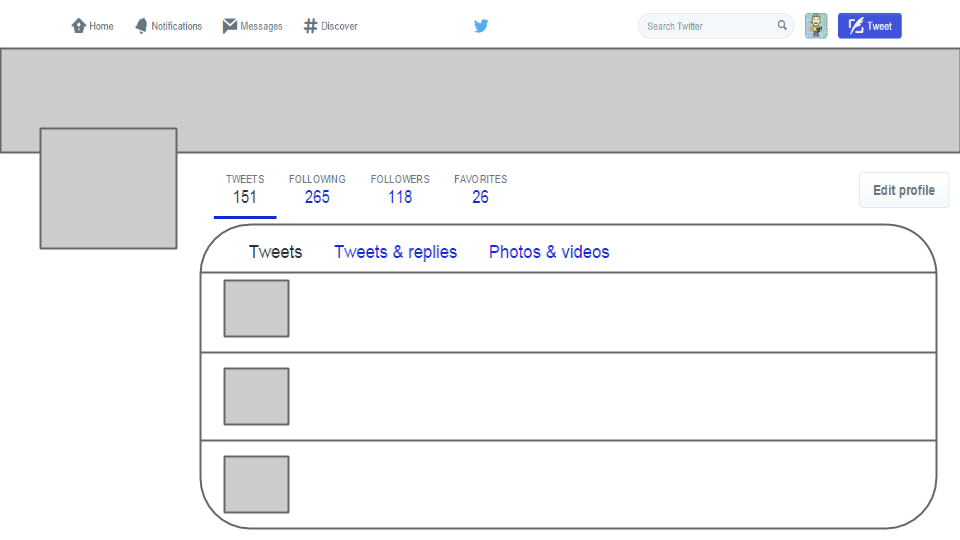 Home Notifications Messages Discover Search Twitter Tweet
TWEETS FOLLOWING FOLLOWERS FAVORITES
151 265 118 26
Edit profile
Tweets Tweets & replies Photos & videos